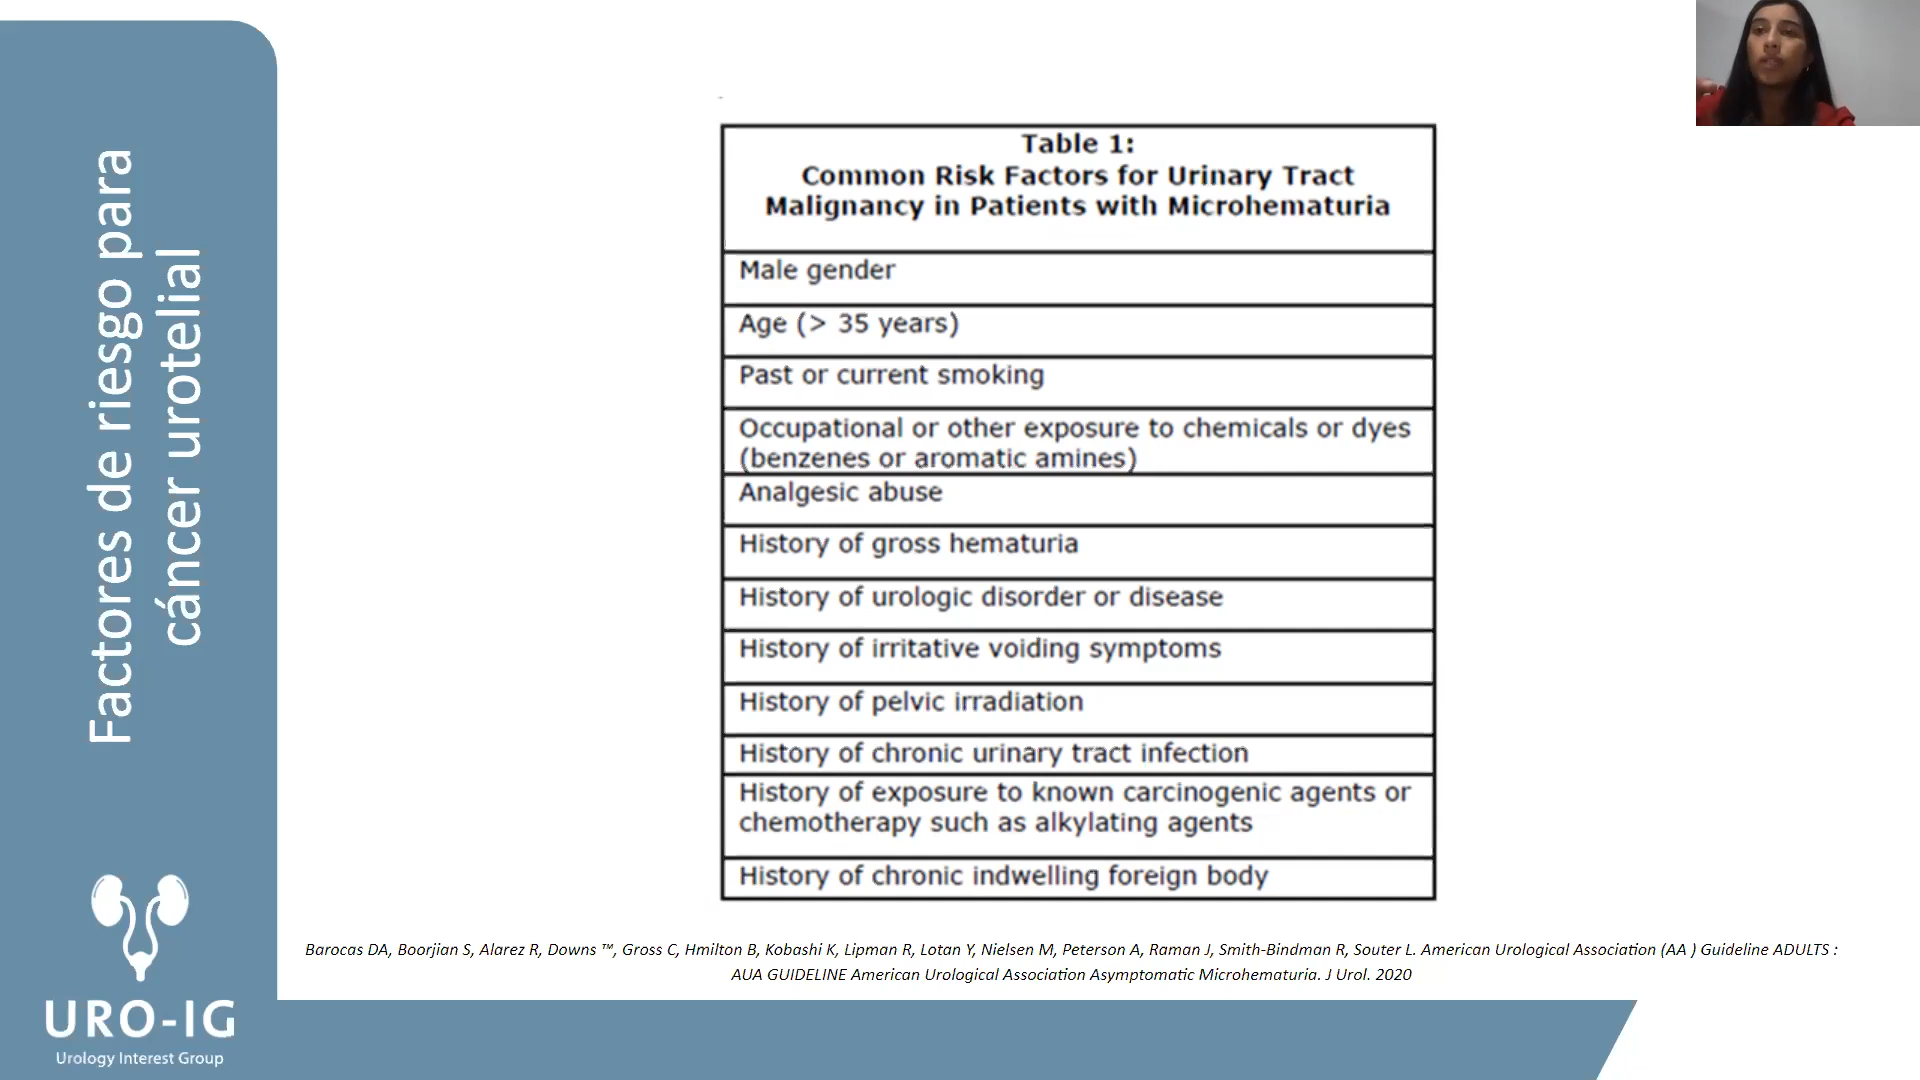 Factores de riesgo para
cáncer urotelial
Table 1:
Common Risk Factors for Urinary Tract
Malignancy in Patients with Microhematuria
Male gender
Age (> 35 years)
Past or current smoking
Occupational or other exposure to chemicals or dyes
(benzenes or aromatic amines)
Analgesic abuse
History of gross hematuria
History of urologic disorder or disease
History of irritative voiding symptoms
History of pelvic irradiation
History of chronic urinary tract infection
History of exposure to known carcinogenic agents or
chemotherapy such as alkylating agents
History of chronic indwelling foreign body
Barocas DA, Boorjian S, Alarez R, Downs ™, Gross C, Hmilton B, Kobashi K, Lipman R, Lotan Y, Nielsen M, Peterson A, Raman J, Smith-Bindman R, Souter L. American Urological Association (AA ) Guideline ADULTS :
AUA GUIDELINE American Urological Association Asymptomatic Microhematuria. J Urol. 2020
URO-IG
Urology Interest Group